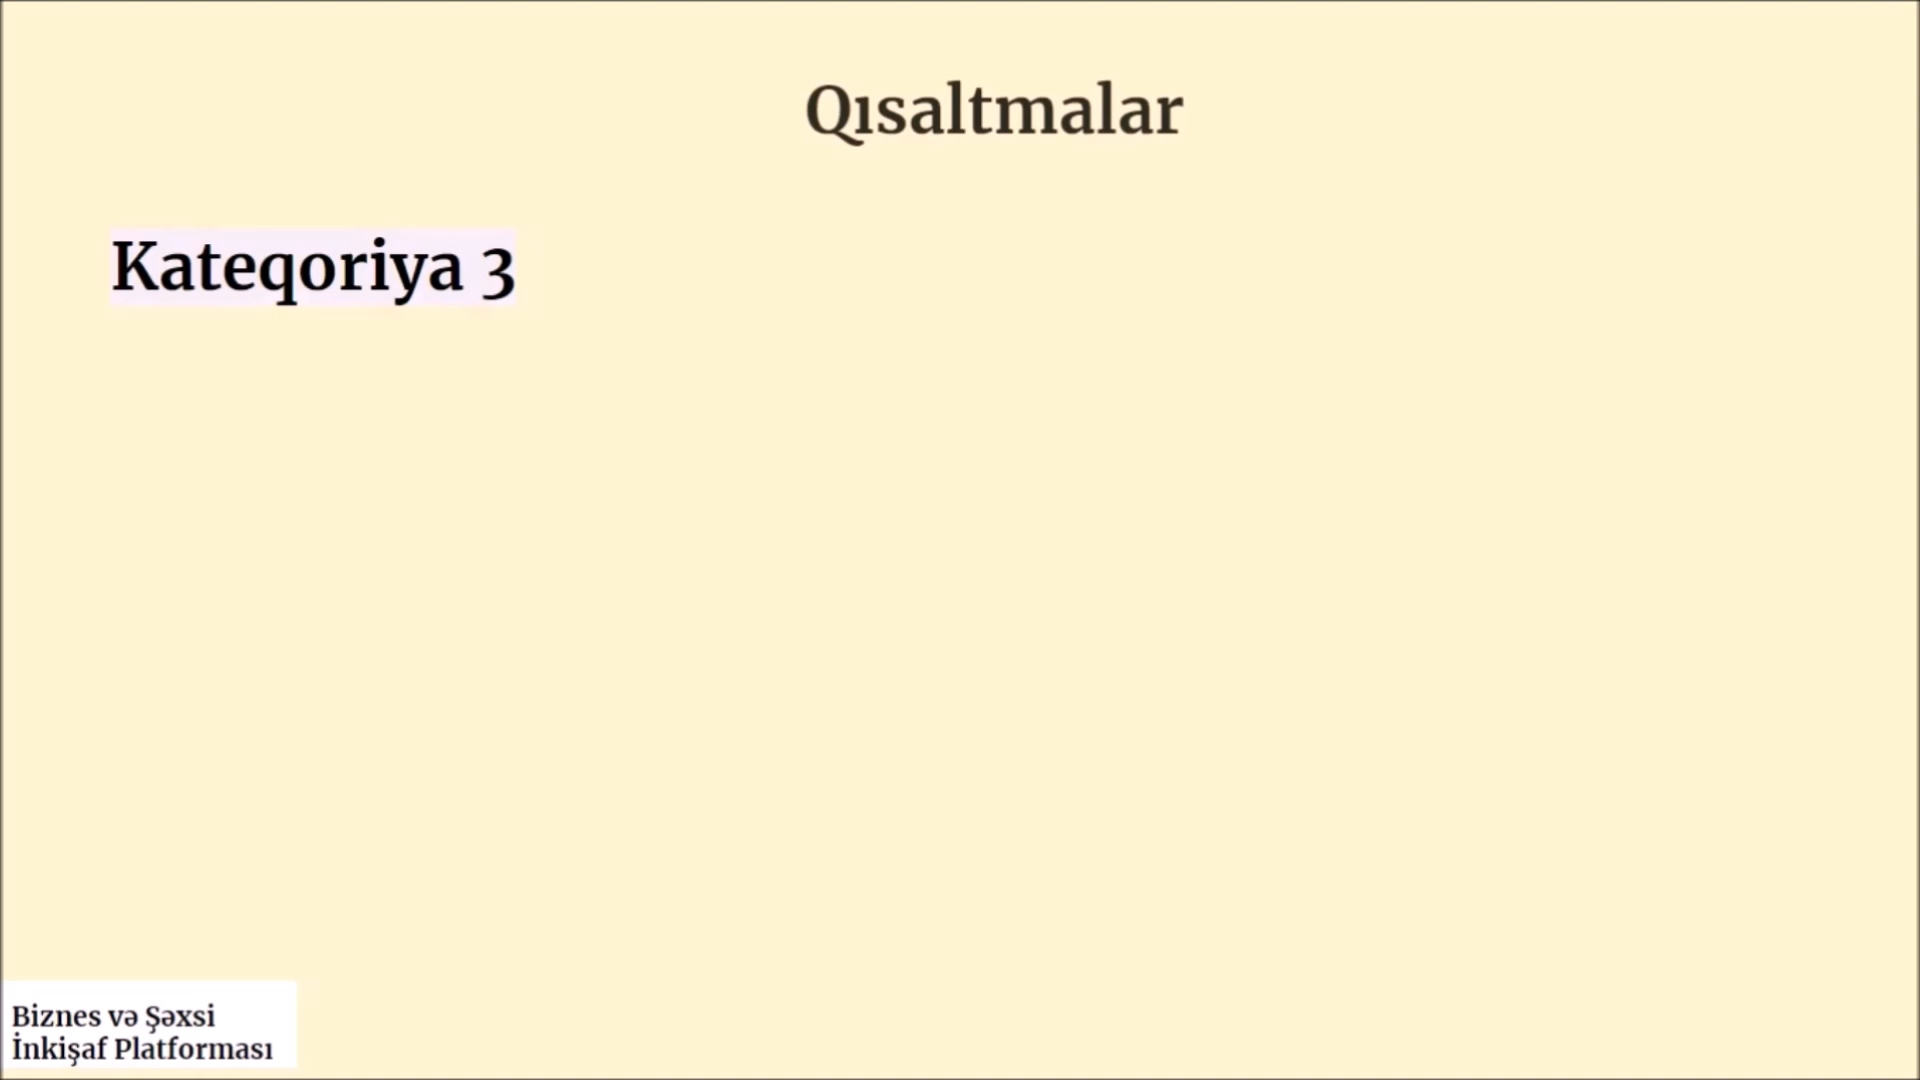 Qısaltmalar
Kateqoriya 3
Biznes və Şəxsi
İnkişaf Platforması